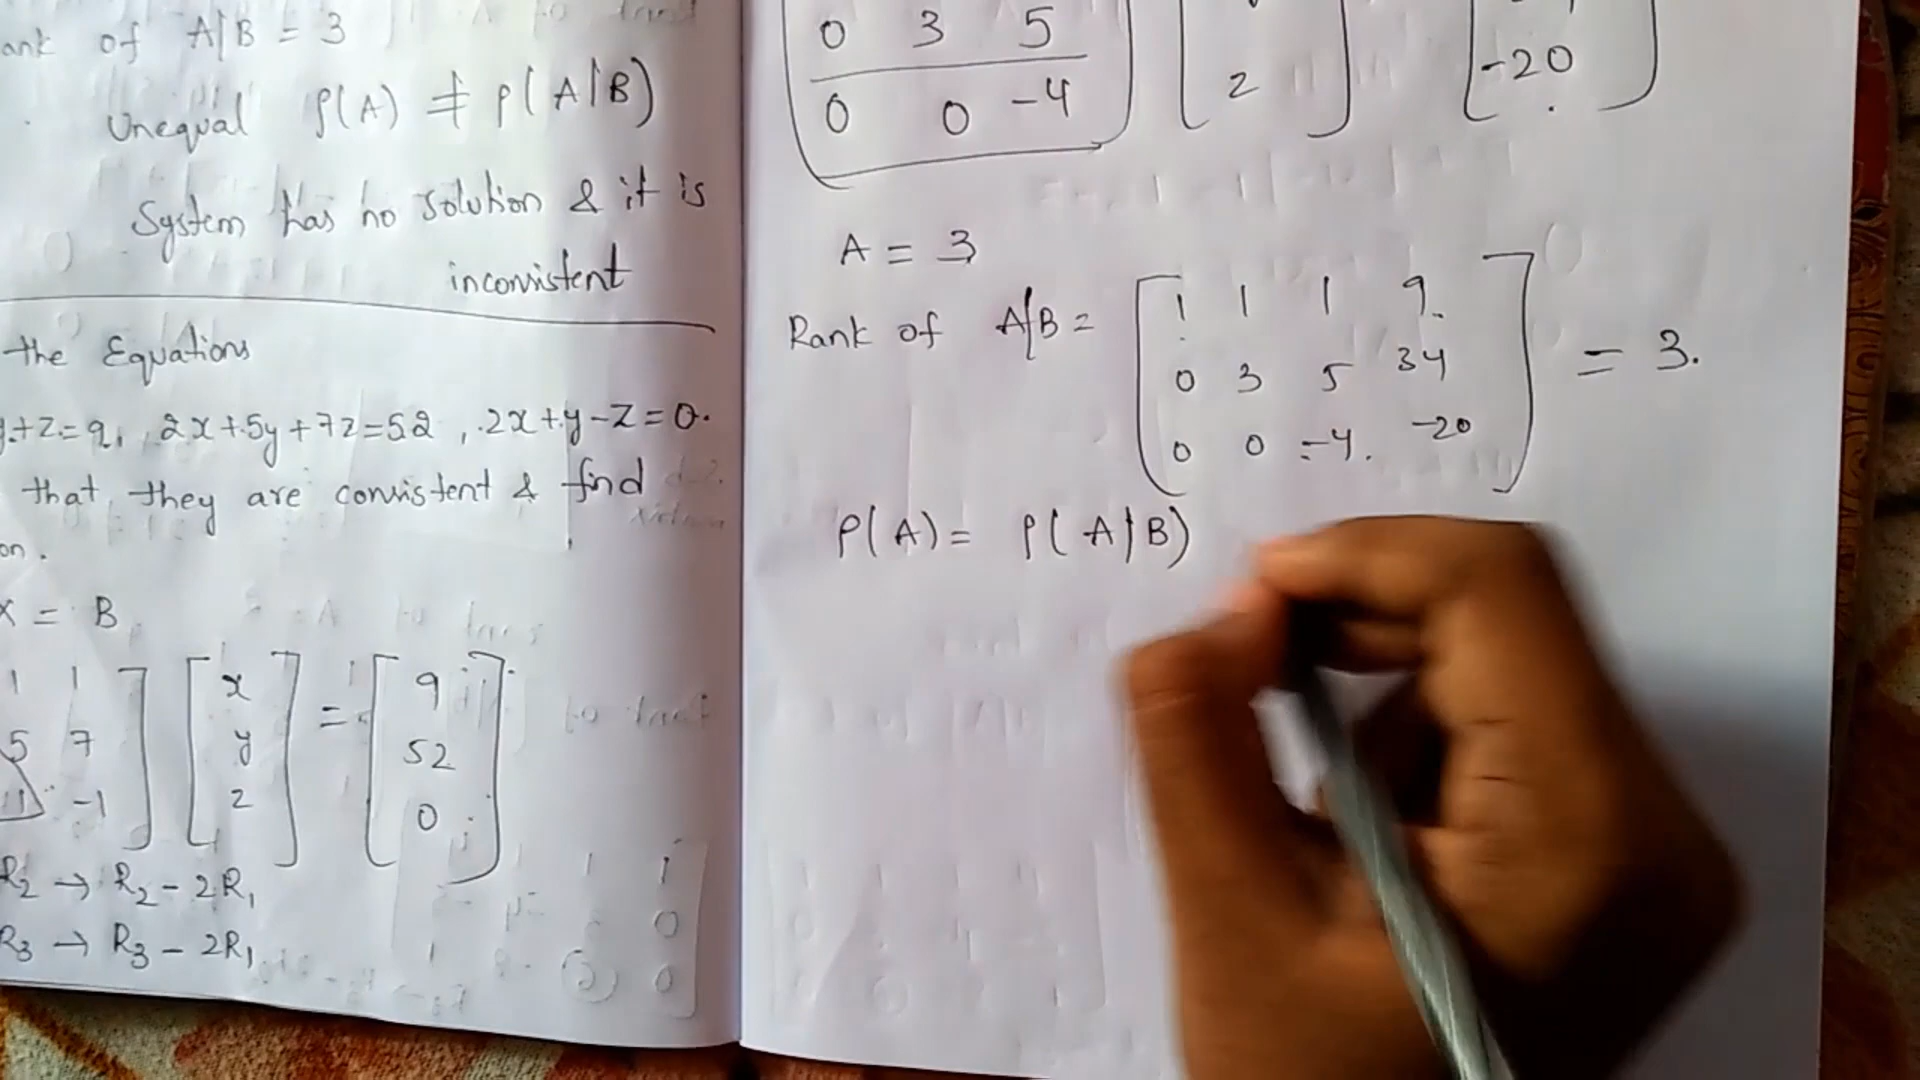 of A|B = 3
Unequal ρ(A) ≠ ρ(A|B)
System has no solution & it is
inconsistent
the Equations
+z=9, 2x+5y+7z=52, 2x+y-z=0.
that they are consistent & find
= B
1 1
5 7
-1
x
y
z
=
9
52
0
R2 → R2 - 2R1
R3 → R3 - 2R1
0 3 5
0 0 -4
z
-20
A = 3
Rank of A|B =
1 1 1 9
0 3 5 34
0 0 -4 -20
= 3.
ρ(A) = ρ(A|B)